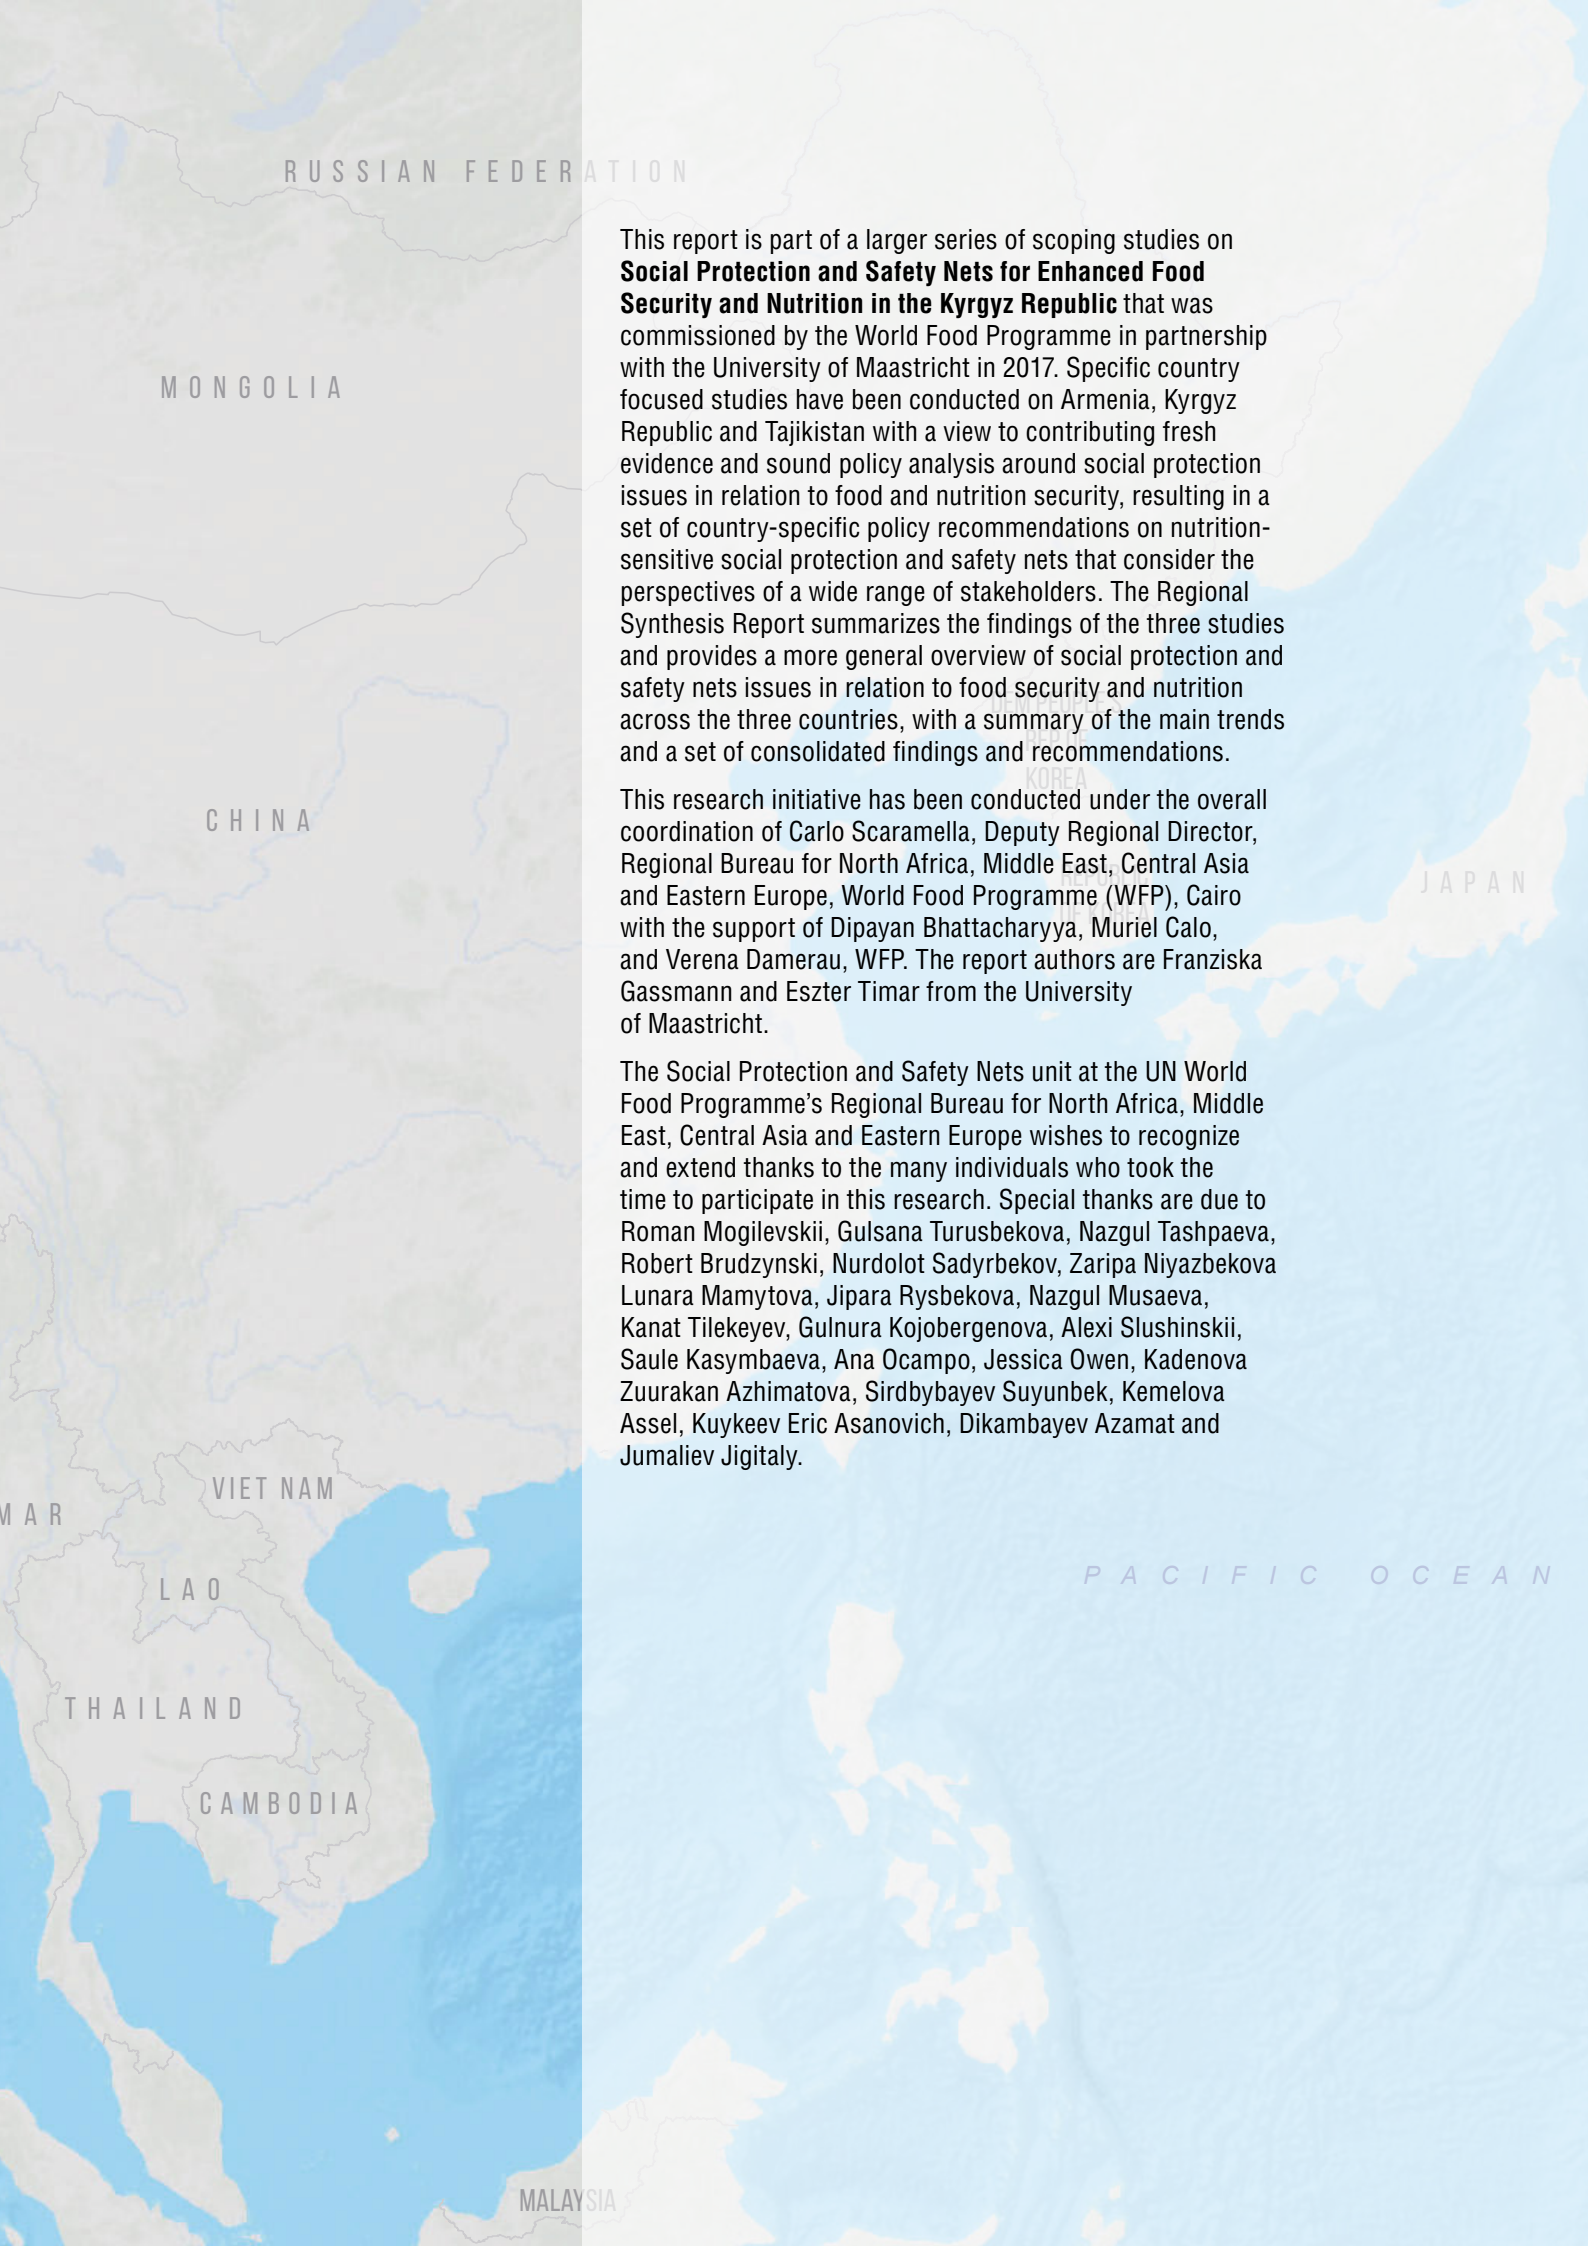 RUSSIAN FEDERATION
MONGOLIA
CHINA
VIET NAM
MAR
LAO
THAILAND
CAMBODIA
MALAYSIA
This report is part of a larger series of scoping studies on
Social Protection and Safety Nets for Enhanced Food
Security and Nutrition in the Kyrgyz Republic that was
commissioned by the World Food Programme in partnership
with the University of Maastricht in 2017. Specific country
focused studies have been conducted on Armenia, Kyrgyz
Republic and Tajikistan with a view to contributing fresh
evidence and sound policy analysis around social protection
issues in relation to food and nutrition security, resulting in a
set of country-specific policy recommendations on nutrition-
sensitive social protection and safety nets that consider the
perspectives of a wide range of stakeholders. The Regional
Synthesis Report summarizes the findings of the three studies
and provides a more general overview of social protection and
safety nets issues in relation to food security and nutrition
across the three countries, with a summary of the main trends
and a set of consolidated findings and recommendations.
This research initiative has been conducted under the overall
coordination of Carlo Scaramella, Deputy Regional Director,
Regional Bureau for North Africa, Middle East, Central Asia
and Eastern Europe, World Food Programme (WFP), Cairo
with the support of Dipayan Bhattacharyya, Muriel Calo,
and Verena Damerau, WFP. The report authors are Franziska
Gassmann and Eszter Timar from the University
of Maastricht.
The Social Protection and Safety Nets unit at the UN World
Food Programme’s Regional Bureau for North Africa, Middle
East, Central Asia and Eastern Europe wishes to recognize
and extend thanks to the many individuals who took the
time to participate in this research. Special thanks are due to
Roman Mogilevskii, Gulsana Turusbekova, Nazgul Tashpaeva,
Robert Brudzynski, Nurdolot Sadyrbekov, Zaripa Niyazbekova
Lunara Mamytova, Jipara Rysbekova, Nazgul Musaeva,
Kanat Tilekeyev, Gulnura Kojobergenova, Alexi Slushinskii,
Saule Kasymbaeva, Ana Ocampo, Jessica Owen, Kadenova
Zuurakan Azhimatova, Sirdbybayev Suyunbek, Kemelova
Assel, Kuykeev Eric Asanovich, Dikambayev Azamat and
Jumaliev Jigitaly.
DEM PEOPLE'S
REP OF
KOREA
REPUBLIC
OF KOREA
JAPAN
PACIFIC OCEAN